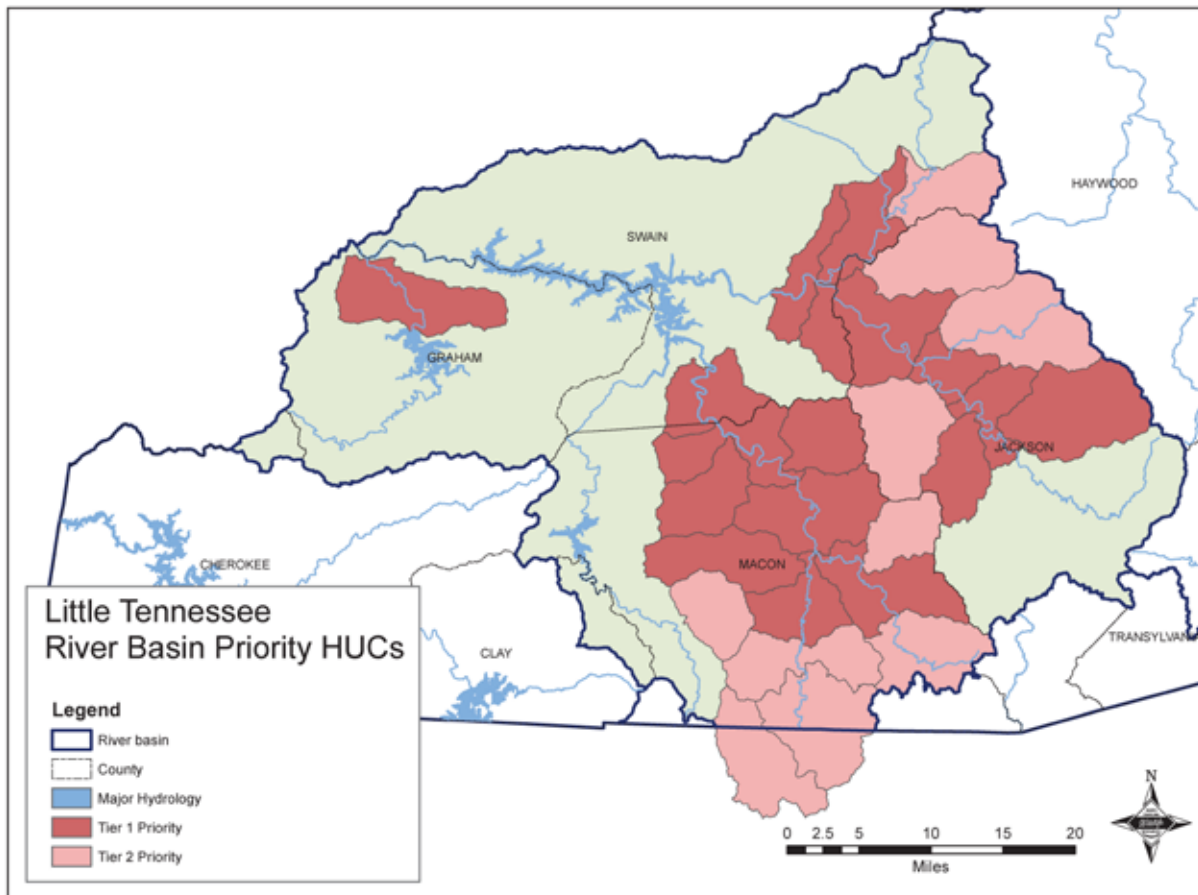 HAYWOOD
SWAIN
GRAHAM
JACKSON
MACON
CHEROKEE
TRANSYLVAN
CLAY
Little Tennessee
River Basin Priority HUCs
Legend
River basin
County
Major Hydrology
Tier 1 Priority
Tier 2 Priority
N
0 2.5 5 10 15 20
Miles